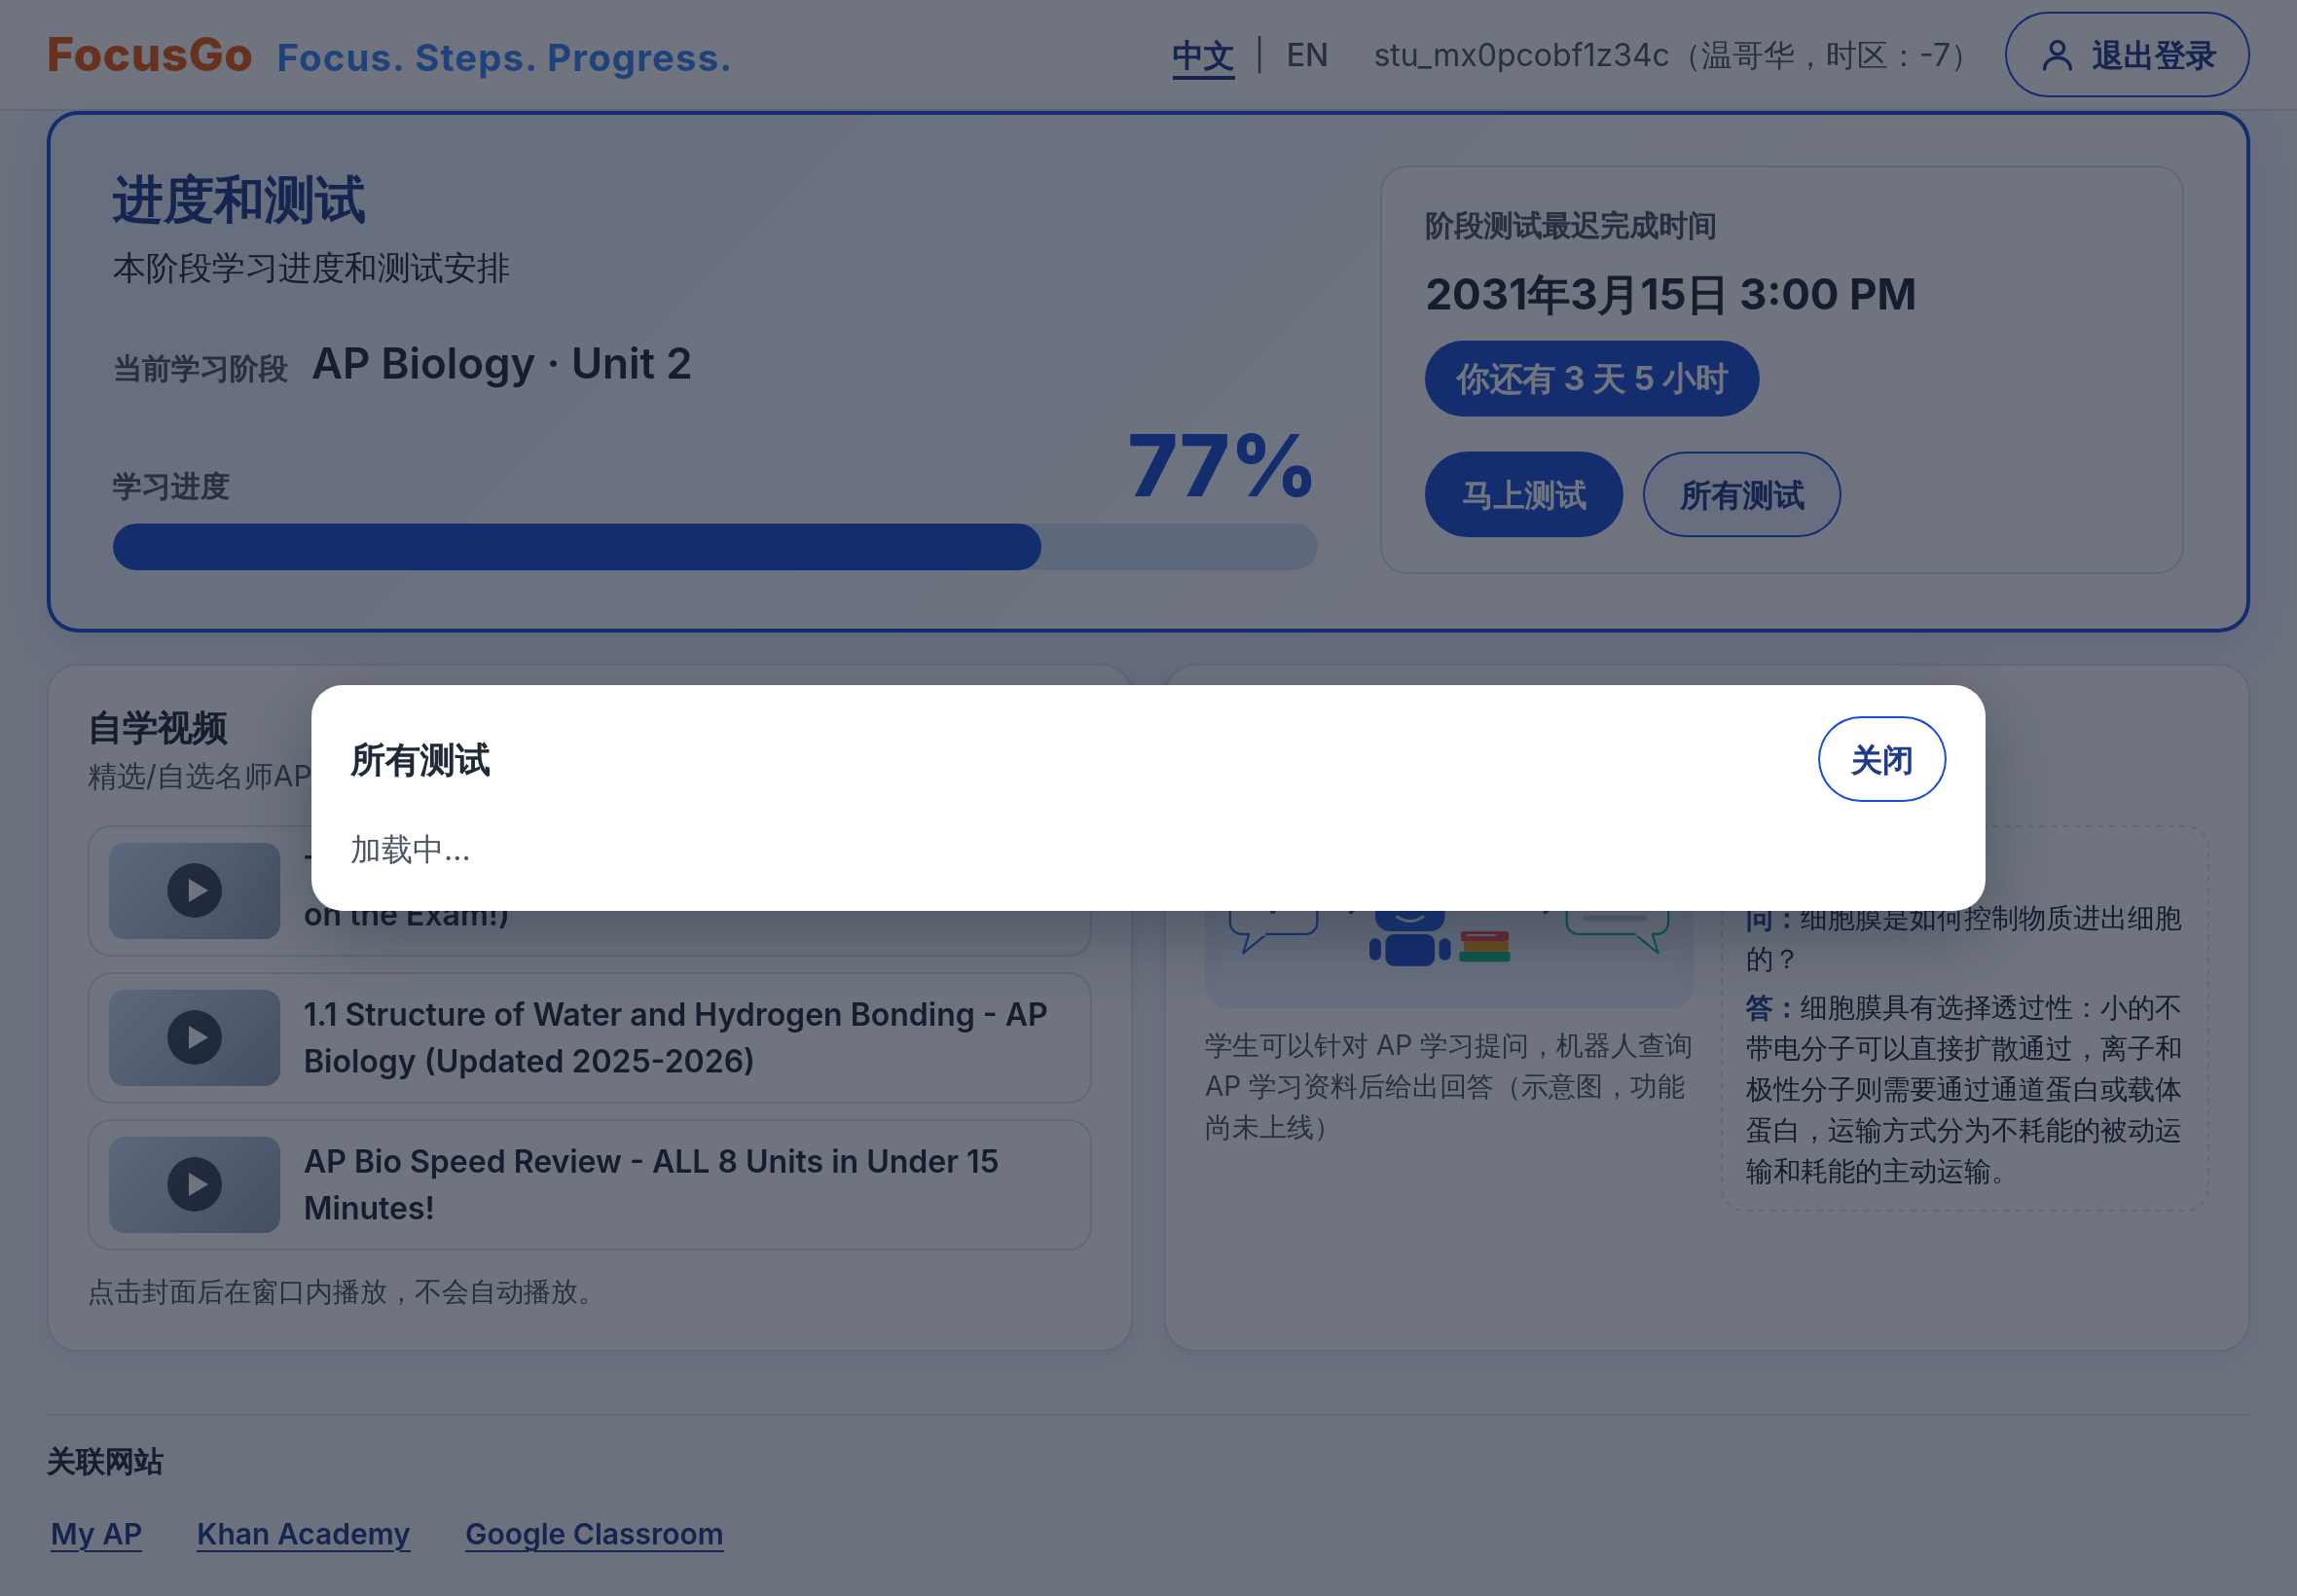 FocusGo Focus. Steps. Progress.
中文 | EN stu_mx0pcobf1z34c（温哥华，时区：-7） 退出登录
进度和测试
本阶段学习进度和测试安排
当前学习阶段 AP Biology · Unit 2
学习进度 77%
阶段测试最迟完成时间
2031年3月15日 3:00 PM
你还有 3 天 5 小时
马上测试 所有测试
自学视频
精选/自选名师AP
所有测试
关闭
加载中...
on the Exam!)
1.1 Structure of Water and Hydrogen Bonding - AP
Biology (Updated 2025-2026)
AP Bio Speed Review - ALL 8 Units in Under 15
Minutes!
点击封面后在窗口内播放，不会自动播放。
学生可以针对 AP 学习提问，机器人查询
AP 学习资料后给出回答（示意图，功能
尚未上线）
问：细胞膜是如何控制物质进出细胞
的？
答：细胞膜具有选择透过性：小的不
带电分子可以直接扩散通过，离子和
极性分子则需要通过通道蛋白或载体
蛋白，运输方式分为不耗能的被动运
输和耗能的主动运输。
关联网站
My AP Khan Academy Google Classroom